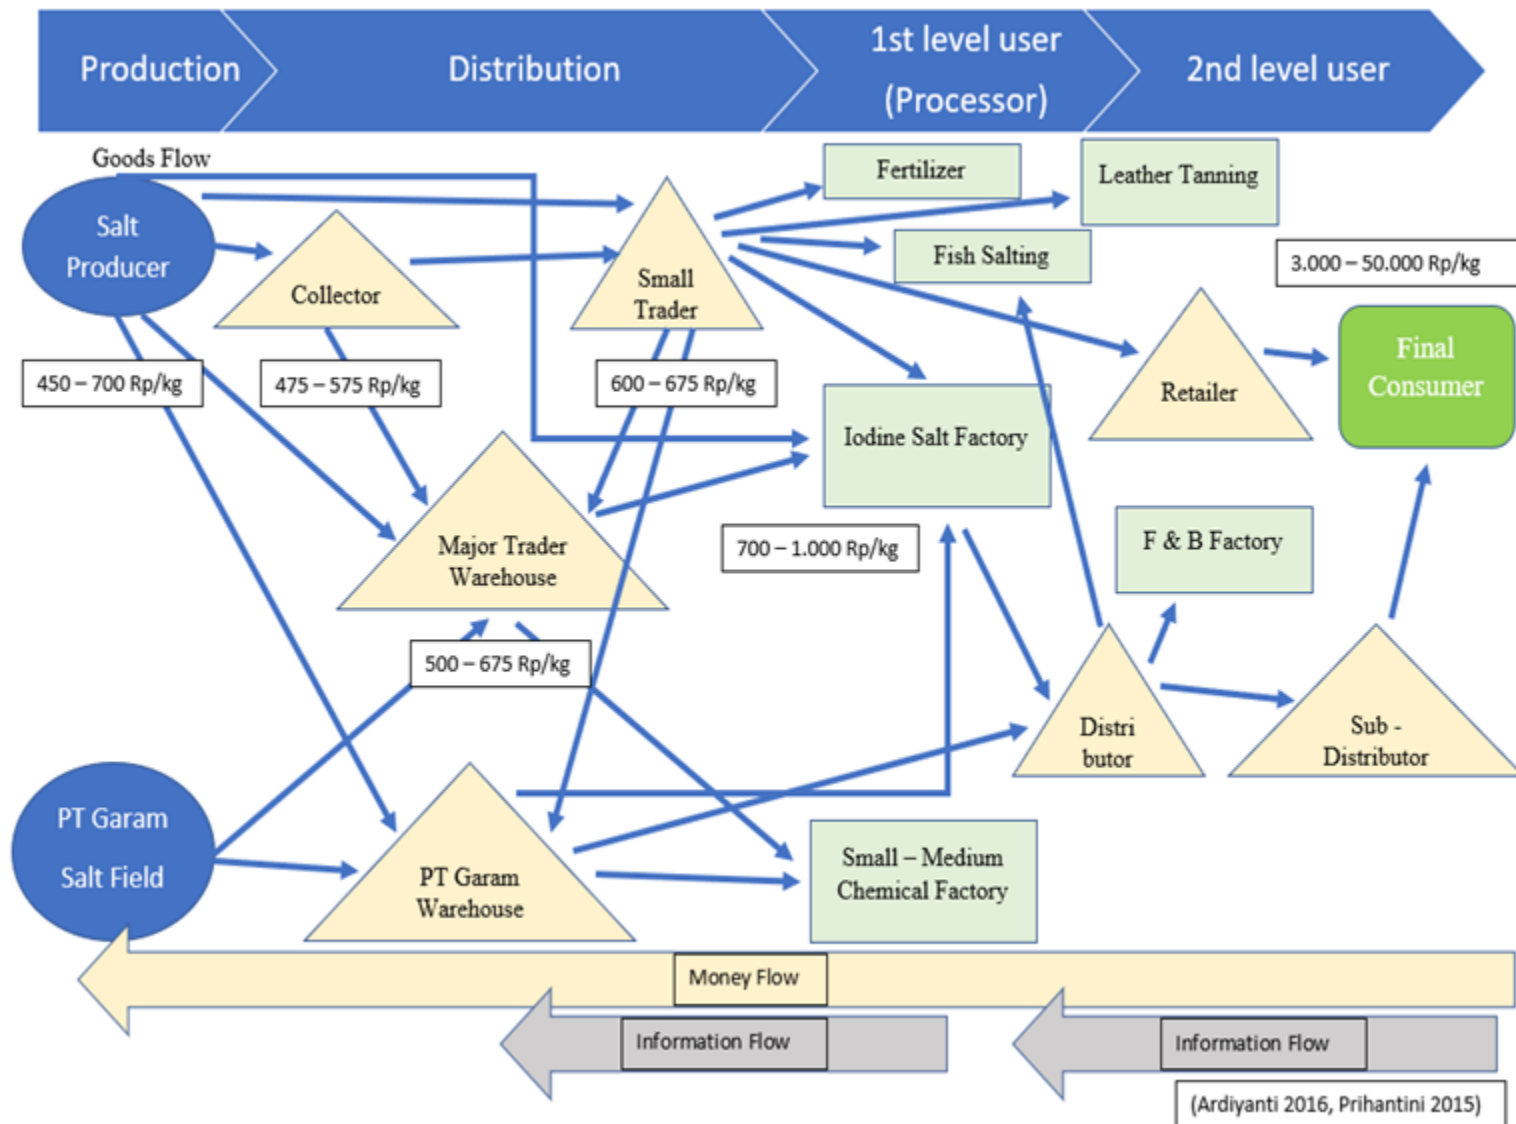 Production
Distribution
1st level user
(Processor)
2nd level user
Goods Flow
Salt
Producer
Collector
Small
Trader
Fertilizer
Leather Tanning
Fish Salting
3.000 – 50.000 Rp/kg
Retailer
Final
Consumer
450 – 700 Rp/kg
475 – 575 Rp/kg
600 – 675 Rp/kg
Iodine Salt Factory
Major Trader
Warehouse
700 – 1.000 Rp/kg
F & B Factory
500 – 675 Rp/kg
Distri
butor
Sub -
Distributor
PT Garam
Salt Field
PT Garam
Warehouse
Small – Medium
Chemical Factory
Money Flow
Information Flow
Information Flow
(Ardiyanti 2016, Prihantini 2015)